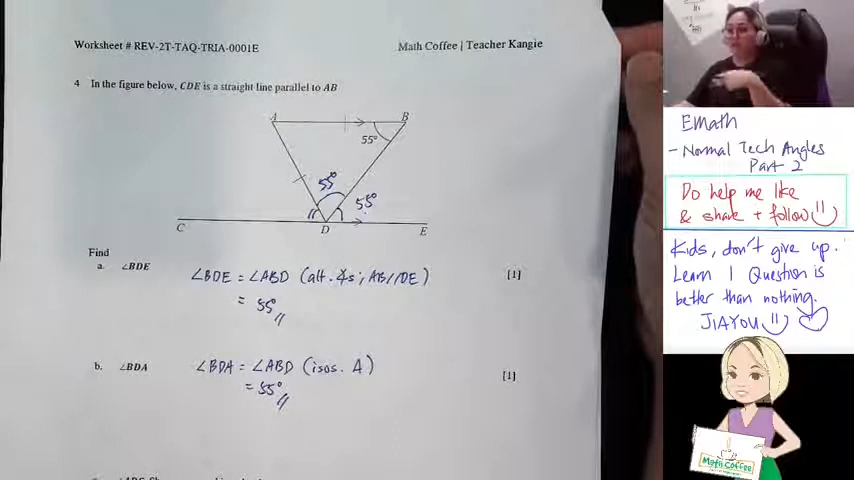 Worksheet # REV-2T-TAQ-TRIA-0001E
Math Coffee | Teacher Kangie
4 In the figure below, CDE is a straight line parallel to AB
A
B
55°
55°
55°
C
D
E
Find
a. ∠BDE
∠BDE = ∠ABD (alt. ∠s, AB//DE)
= 55°//
[1]
b. ∠BDA
∠BDA = ∠ABD (isos. Δ)
= 55°//
[1]
Emath
- Normal Tech Angles
Part 2
Do help me like
& share + follow
Kids, don't give up.
Learn 1 Question is
better than nothing.
JIAYOU
Math Coffee